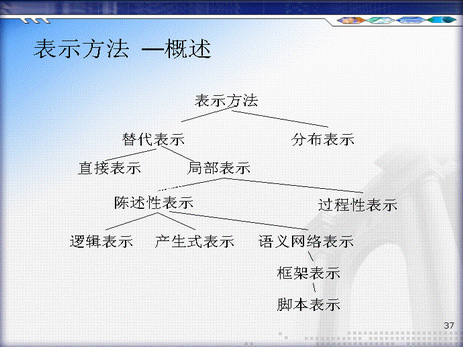 表示方法 —概述
表示方法
替代表示 分布表示
直接表示 局部表示
陈述性表示 过程性表示
逻辑表示 产生式表示 语义网络表示
框架表示
脚本表示
37